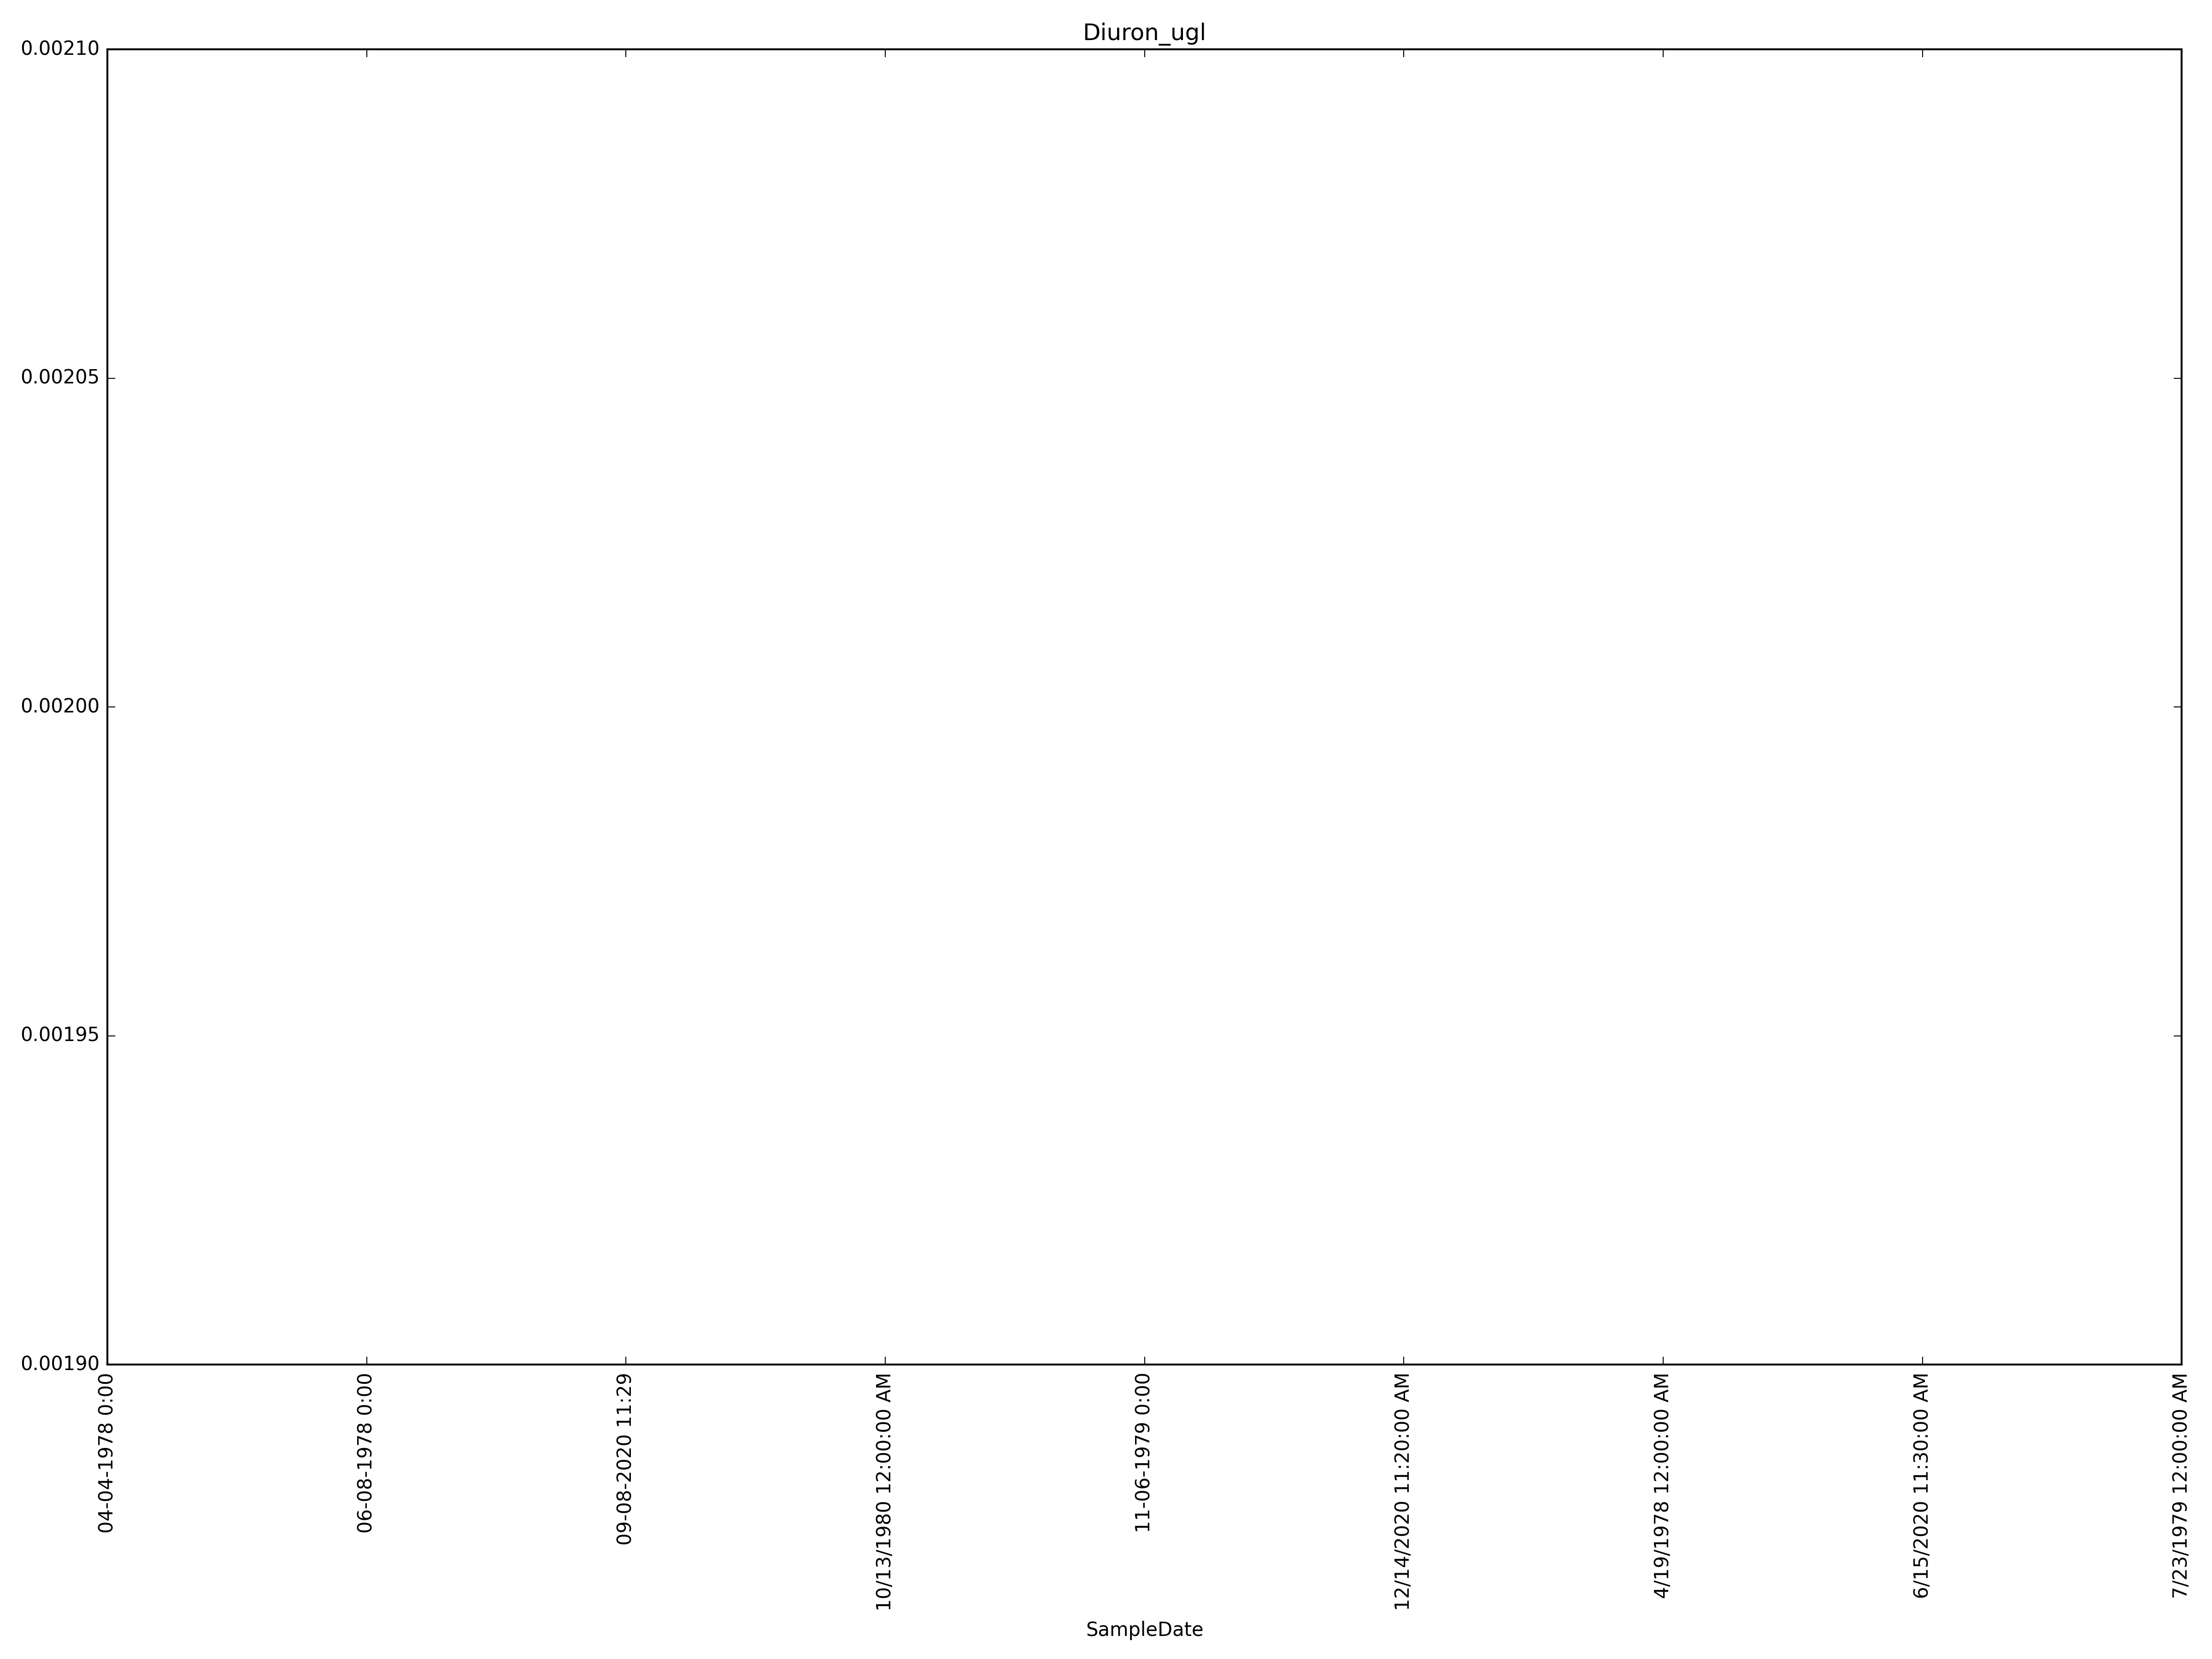 Diuron_ugl
0.00210
0.00205
0.00200
0.00195
0.00190
04-04-1978 0:00
06-08-1978 0:00
09-08-2020 11:29
10/13/1980 12:00:00 AM
11-06-1979 0:00
12/14/2020 11:20:00 AM
4/19/1978 12:00:00 AM
6/15/2020 11:30:00 AM
7/23/1979 12:00:00 AM
SampleDate